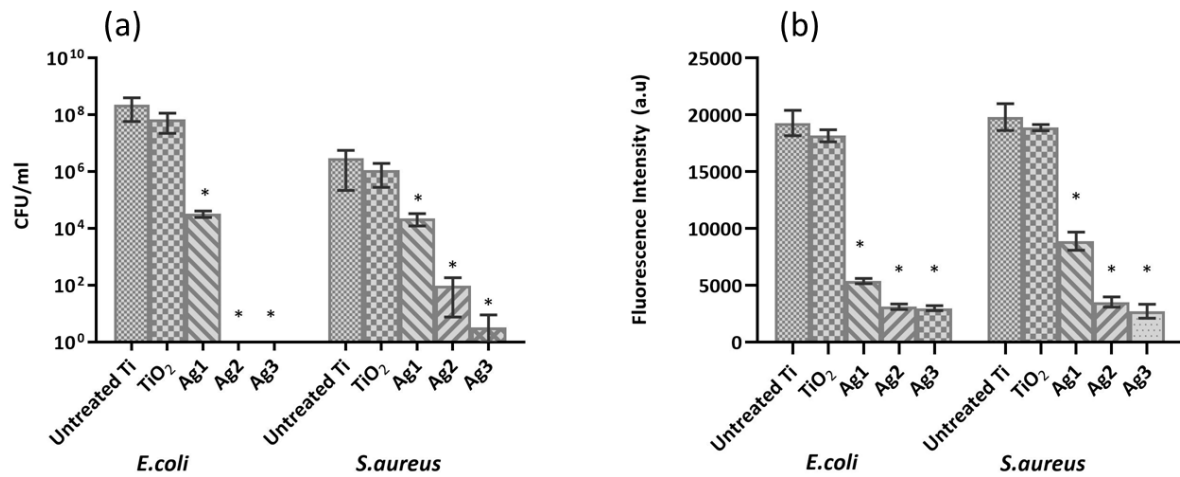 (a)
CFU/ml
10¹⁰
10⁸
10⁶
10⁴
10²
10⁰
* * * * * *
Untreated Ti TiO₂ Ag1 Ag2 Ag3 Untreated Ti TiO₂ Ag1 Ag2 Ag3
E.coli S.aureus
(b)
Fluorescence Intensity (a.u)
25000
20000
15000
10000
5000
0
* * * * * *
Untreated Ti TiO₂ Ag1 Ag2 Ag3 Untreated Ti TiO₂ Ag1 Ag2 Ag3
E.coli S.aureus